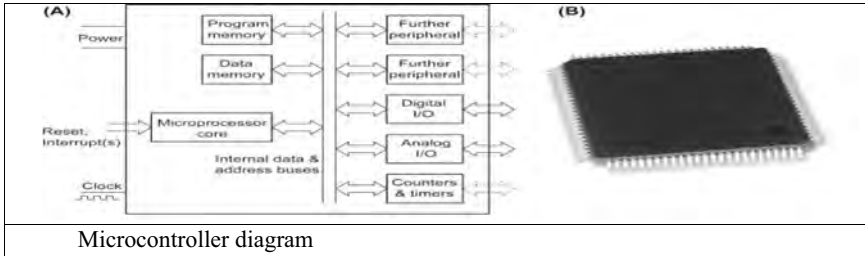 (A)
(B)
Power
Program
memory
Further
peripheral
Data
memory
Further
peripheral
Digital
I/O
Reset,
Interrupt(s)
Microprocessor
core
Analog
I/O
Internal data &
address buses
Clock
Counters
& timers
Microcontroller diagram